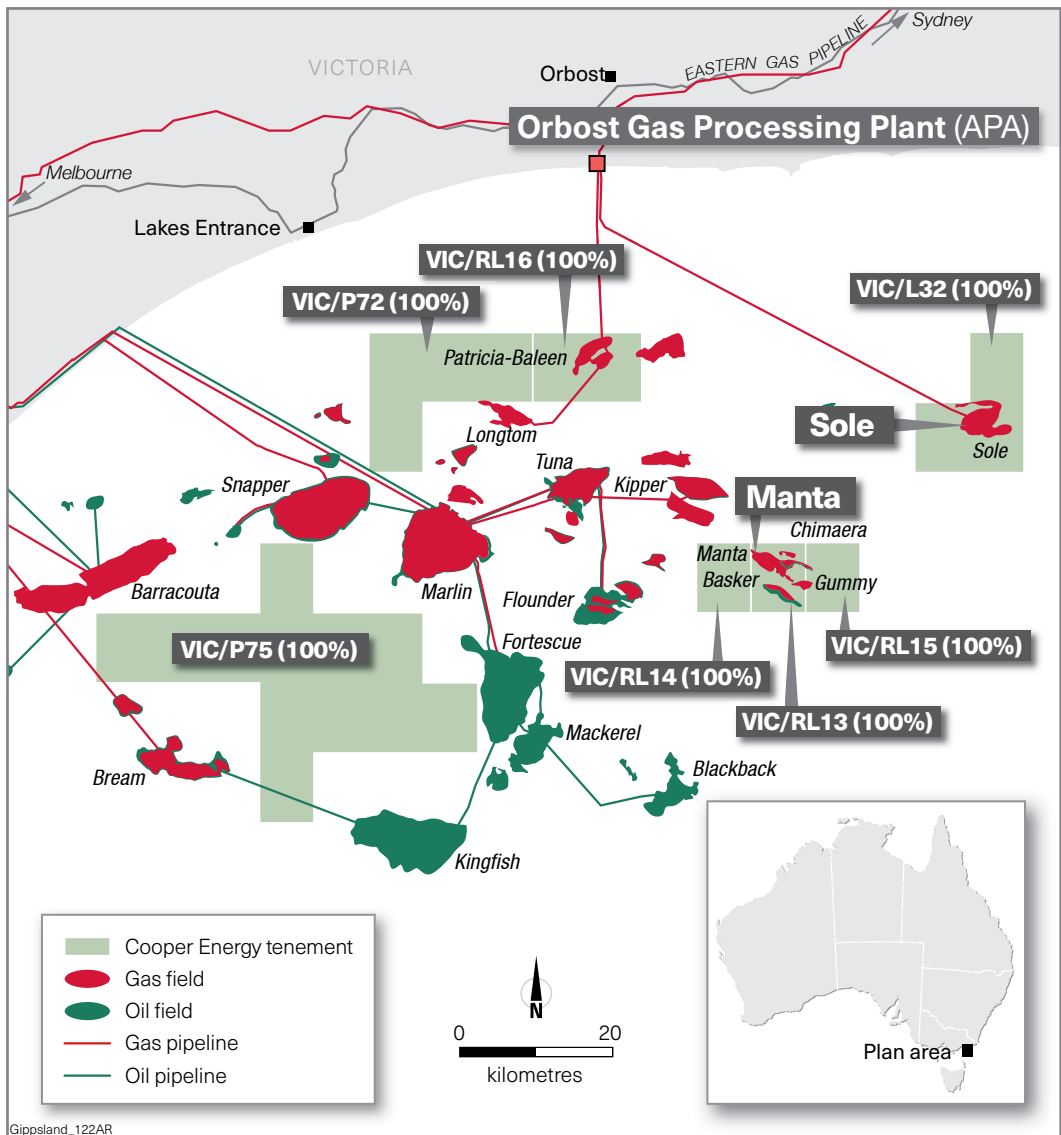 Sydney
VICTORIA
Orbost
EASTERN GAS PIPELINE
Orbost Gas Processing Plant (APA)
Melbourne
Lakes Entrance
VIC/RL16 (100%)
VIC/P72 (100%)
VIC/L32 (100%)
Patricia-Baleen
Longtom
Sole
Sole
Tuna
Snapper
Kipper
Manta
Chimaera
Manta
Basker
Gummy
Barracouta
Marlin
Flounder
Fortescue
VIC/P75 (100%)
VIC/RL15 (100%)
VIC/RL14 (100%)
VIC/RL13 (100%)
Mackerel
Bream
Blackback
Kingfish
Cooper Energy tenement
Gas field
Oil field
Gas pipeline
Oil pipeline
N
0 20
kilometres
Plan area
Gippsland_122AR